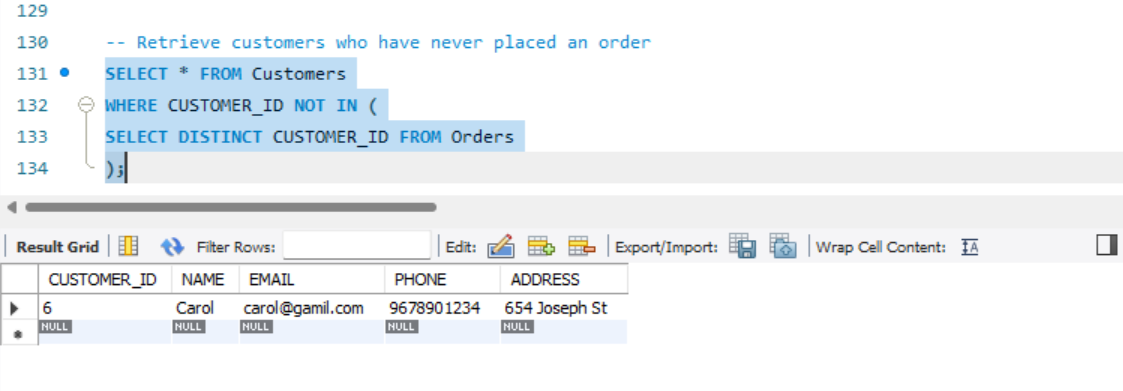 129
130 -- Retrieve customers who have never placed an order
131 SELECT * FROM Customers
132 WHERE CUSTOMER_ID NOT IN (
133 SELECT DISTINCT CUSTOMER_ID FROM Orders
134 );
Result Grid Filter Rows: Edit: Export/Import: Wrap Cell Content: IA
CUSTOMER_ID NAME EMAIL PHONE ADDRESS
6 Carol carol@gamil.com 9678901234 654 Joseph St
NULL NULL NULL NULL NULL